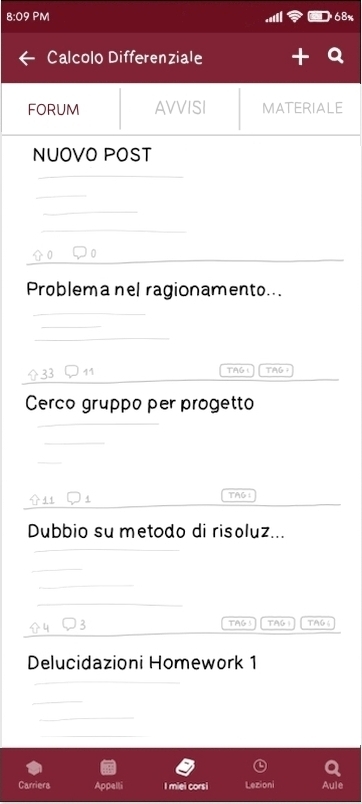 8:09 PM 68%
Calcolo Differenziale
FORUM AVVISI MATERIALE
NUOVO POST
0 0
Problema nel ragionamento...
33 11 TAG TAG
Cerco gruppo per progetto
11 1 TAG
Dubbio su metodo di risoluz...
4 3 TAG TAG TAG
Delucidazioni Homework 1
Carriera Appelli I miei corsi Lezioni Aule